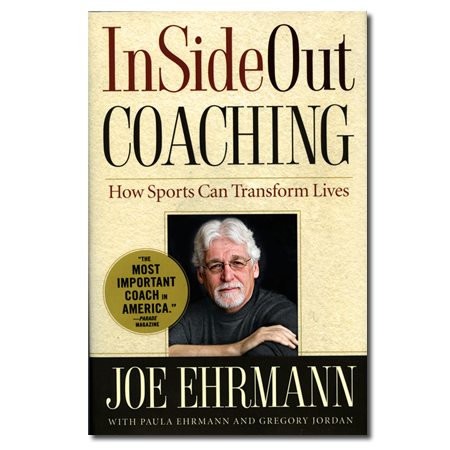 InSideOut
COACHING
How Sports Can Transform Lives
"THE
MOST
IMPORTANT
COACH IN
AMERICA."
—PARADE
MAGAZINE
JOE EHRMANN
WITH PAULA EHRMANN AND GREGORY JORDAN